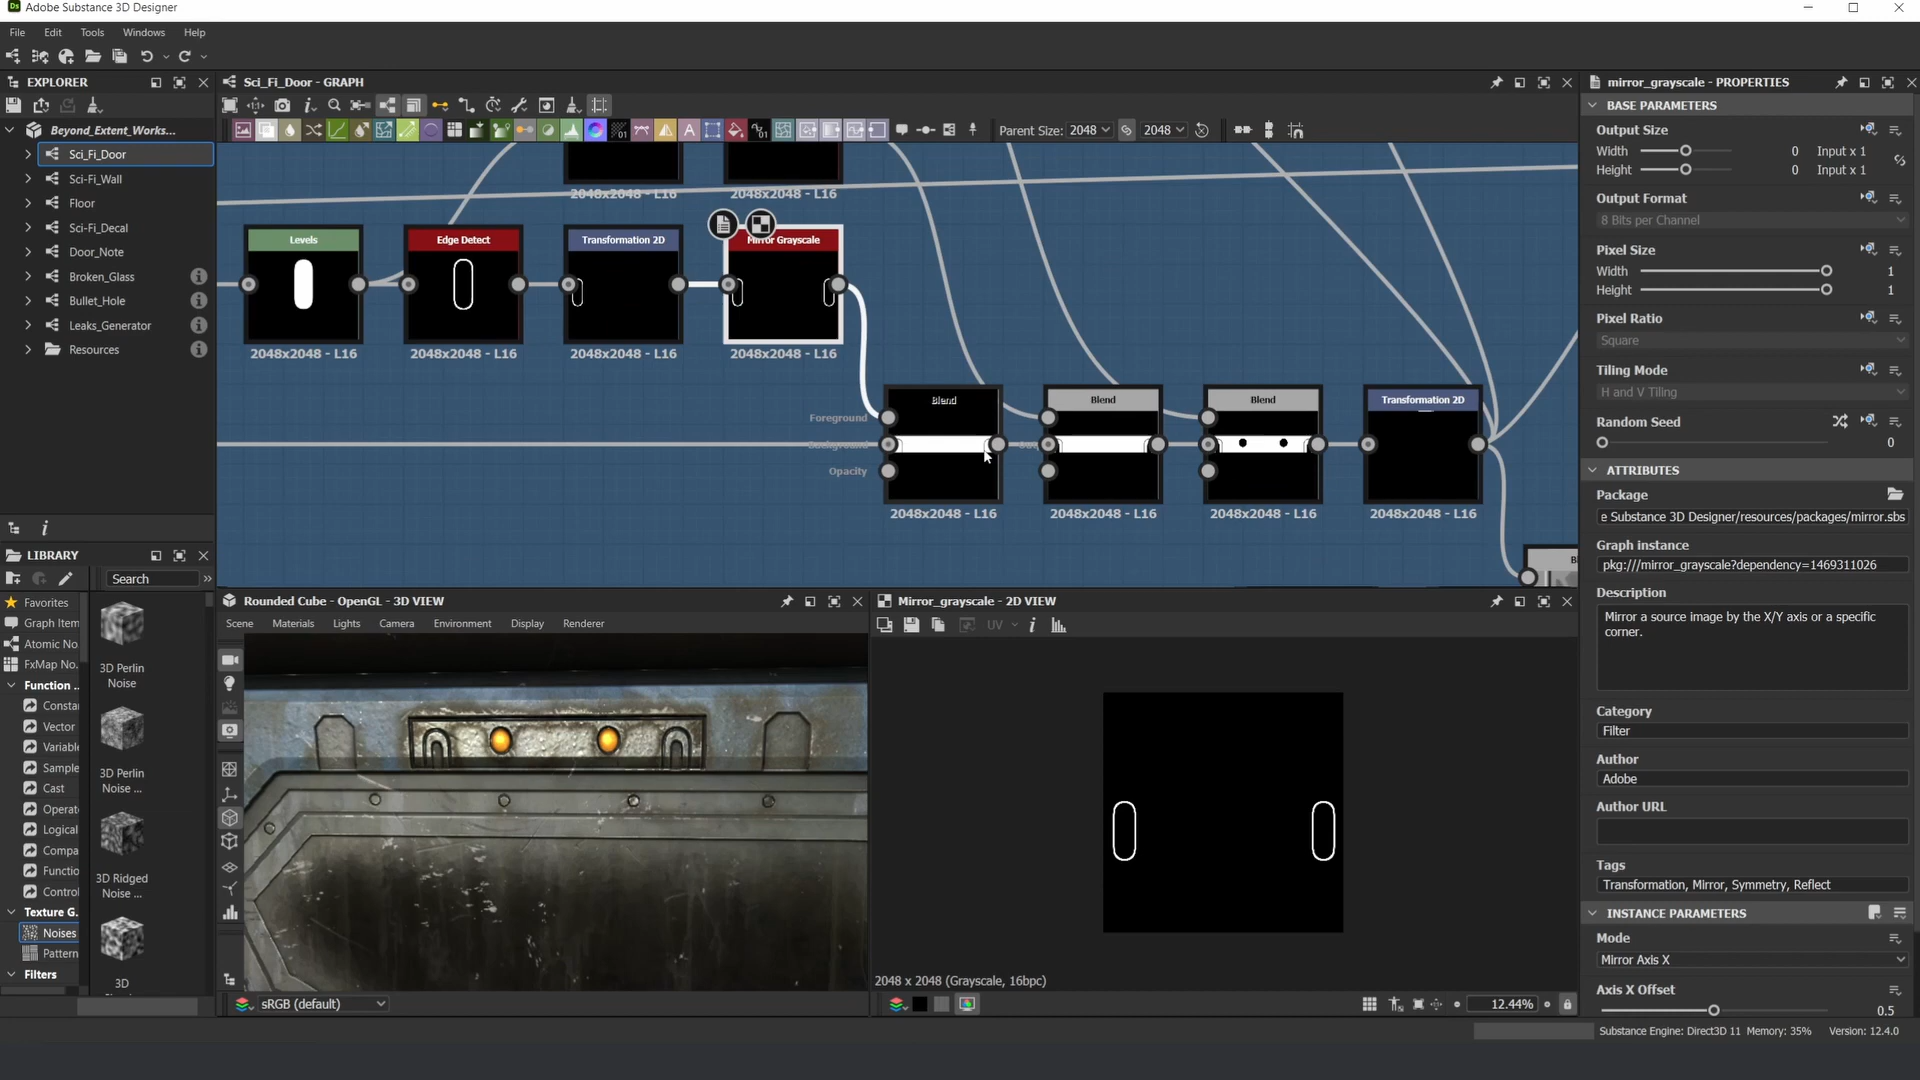 Ds Adobe Substance 3D Designer
File Edit Tools Windows Help
EXPLORER
Beyond_Extent_Works...
Sci_Fi_Door
Sci-Fi_Wall
Floor
Sci-Fi_Decal
Door_Note
Broken_Glass
Bullet_Hole
Leaks_Generator
Resources
LIBRARY
Search
Favorites
Graph Item
Atomic No
FxMap No.
Function ..
Consta
Vector
Variabl
Sample
Cast
Operat
Logical
Compa
Functio
Control
Texture G.
Noises
Pattern
Filters
3D Perlin
Noise
3D Perlin
Noise ...
3D Ridged
Noise ...
3D
Sci_Fi_Door - GRAPH
Parent Size: 2048 2048
2048x2048 - L16 2048x2048 - L16
Levels Edge Detect Transformation 2D Mirror Grayscale
2048x2048 - L16 2048x2048 - L16 2048x2048 - L16 2048x2048 - L16
Blend Blend Blend Transformation 2D
Foreground
Background
Opacity
2048x2048 - L16 2048x2048 - L16 2048x2048 - L16 2048x2048 - L16
Rounded Cube - OpenGL - 3D VIEW
Scene Materials Lights Camera Environment Display Renderer
sRGB (default)
Mirror_grayscale - 2D VIEW
UV
2048 x 2048 (Grayscale, 16bpc)
12.44%
mirror_grayscale - PROPERTIES
BASE PARAMETERS
Output Size
Width 0 Input x 1
Height 0 Input x 1
Output Format
8 Bits per Channel
Pixel Size
Width 1
Height 1
Pixel Ratio
Square
Tiling Mode
H and V Tiling
Random Seed
0
ATTRIBUTES
Package
e Substance 3D Designer/resources/packages/mirror.sbs
Graph instance
pkg:///mirror_grayscale?dependency=1469311026
Description
Mirror a source image by the X/Y axis or a specific
corner.
Category
Filter
Author
Adobe
Author URL
Tags
Transformation, Mirror, Symmetry, Reflect
INSTANCE PARAMETERS
Mode
Mirror Axis X
Axis X Offset
0.5
Substance Engine: Direct3D 11 Memory: 35% Version: 12.4.0